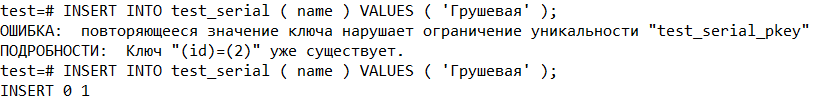 test=# INSERT INTO test_serial ( name ) VALUES ( 'Грушевая' );
ОШИБКА:  повторяющееся значение ключа нарушает ограничение уникальности "test_serial_pkey"
ПОДРОБНОСТИ:  Ключ "(id)=(2)" уже существует.
test=# INSERT INTO test_serial ( name ) VALUES ( 'Грушевая' );
INSERT 0 1